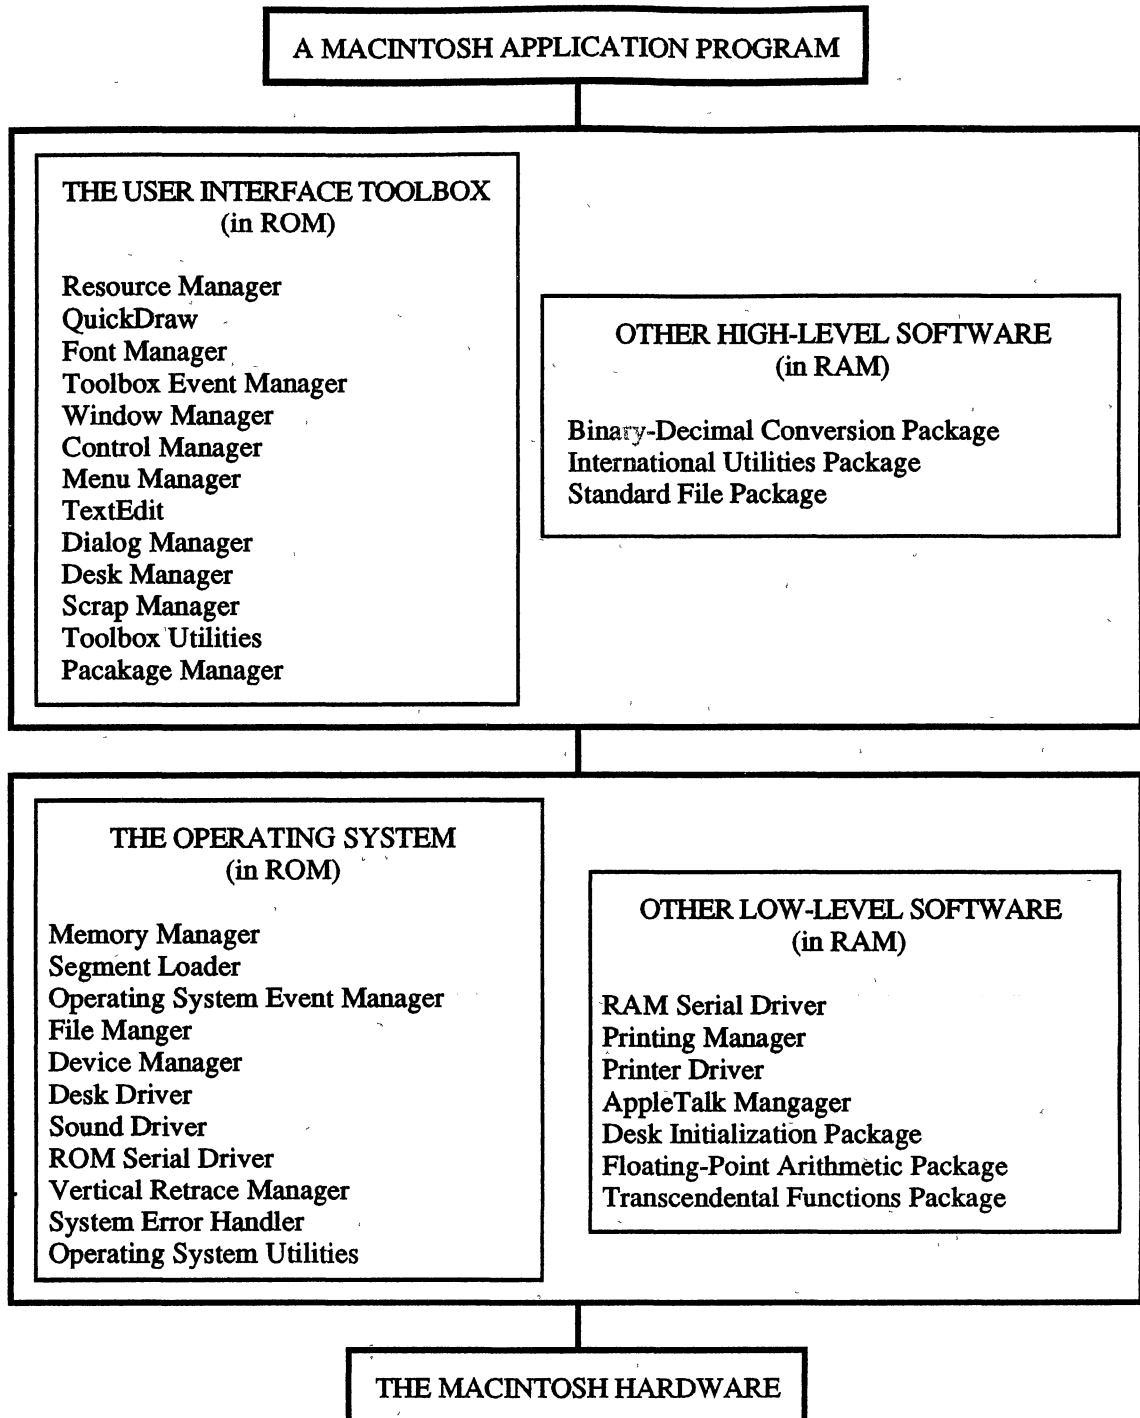 A MACINTOSH APPLICATION PROGRAM
THE USER INTERFACE TOOLBOX
(in ROM)
Resource Manager
QuickDraw
Font Manager
Toolbox Event Manager
Window Manager
Control Manager
Menu Manager
TextEdit
Dialog Manager
Desk Manager
Scrap Manager
Toolbox Utilities
Pacakage Manager
OTHER HIGH-LEVEL SOFTWARE
(in RAM)
Binary-Decimal Conversion Package
International Utilities Package
Standard File Package
THE OPERATING SYSTEM
(in ROM)
Memory Manager
Segment Loader
Operating System Event Manager
File Manger
Device Manager
Desk Driver
Sound Driver
ROM Serial Driver
Vertical Retrace Manager
System Error Handler
Operating System Utilities
OTHER LOW-LEVEL SOFTWARE
(in RAM)
RAM Serial Driver
Printing Manager
Printer Driver
AppleTalk Mangager
Desk Initialization Package
Floating-Point Arithmetic Package
Transcendental Functions Package
THE MACINTOSH HARDWARE